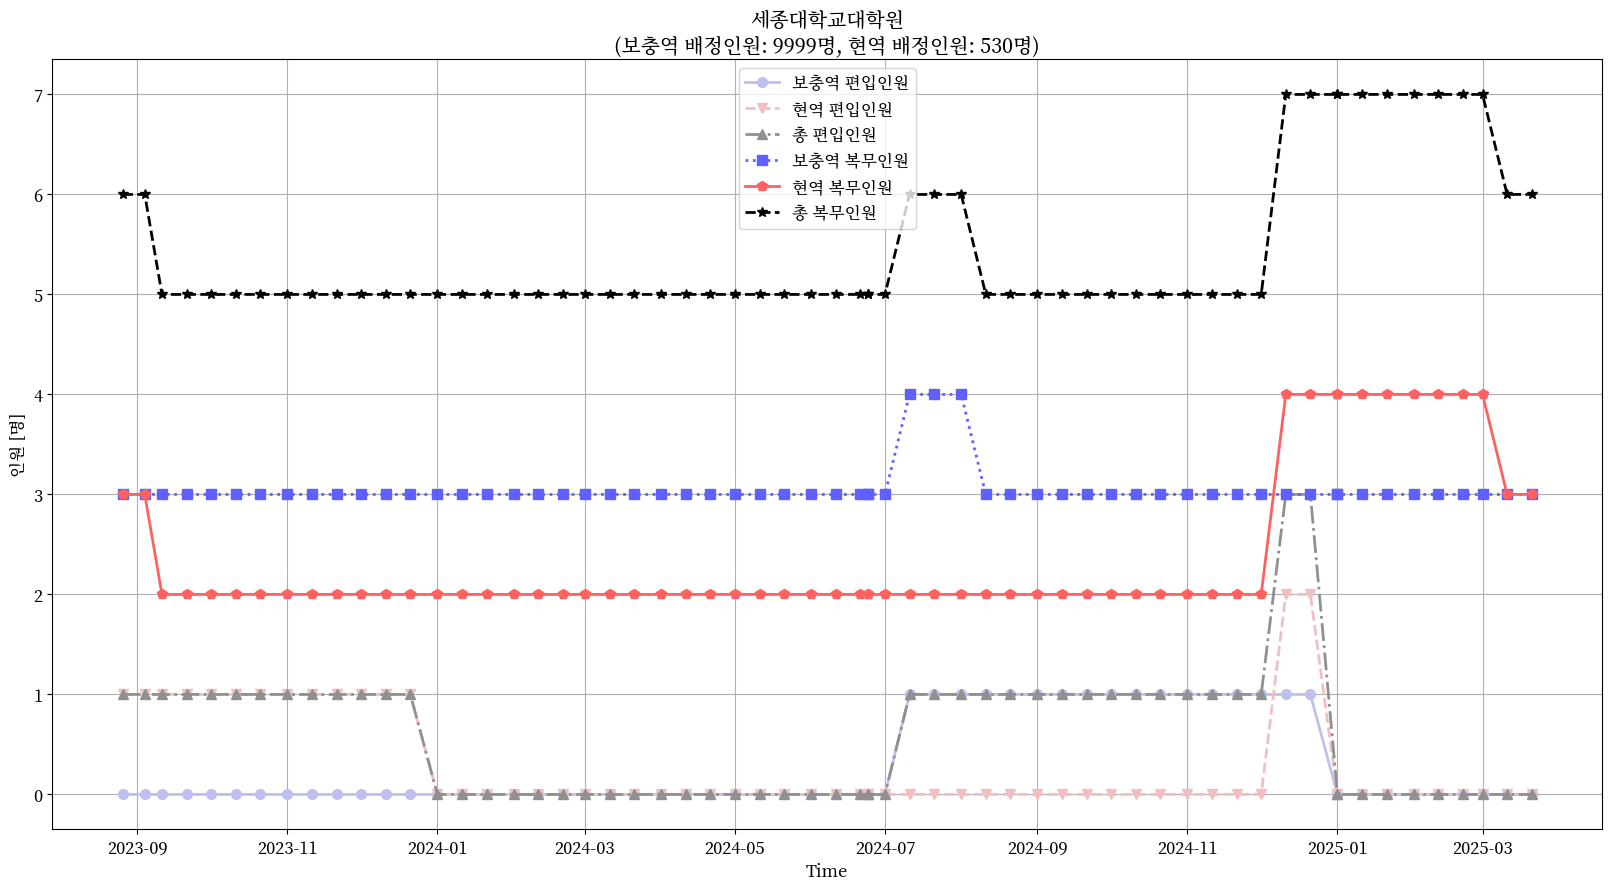 세종대학교대학원
(보충역 배정인원: 9999명, 현역 배정인원: 530명)
보충역 편입인원
현역 편입인원
총 편입인원
보충역 복무인원
현역 복무인원
총 복무인원
인원 [명]
7
6
5
4
3
2
1
0
2023-09
2023-11
2024-01
2024-03
2024-05
2024-07
2024-09
2024-11
2025-01
2025-03
Time